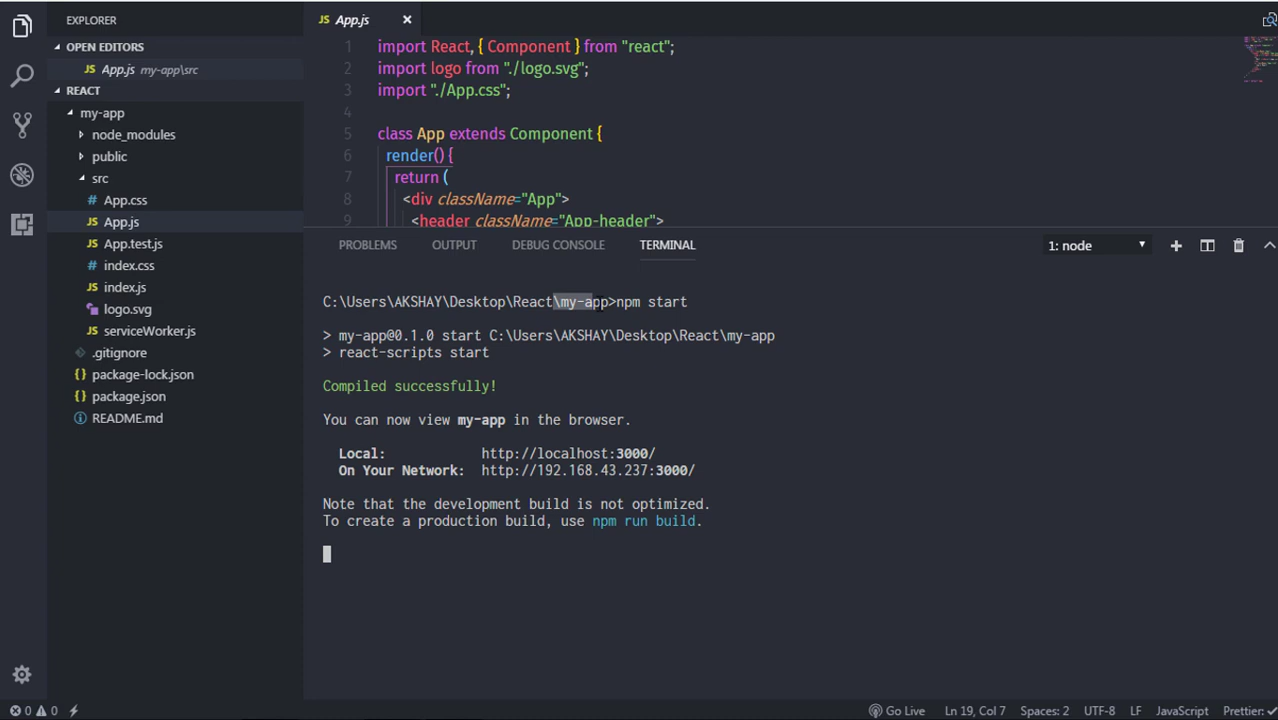 EXPLORER
OPEN EDITORS
JS App.js my-app\src
REACT
my-app
node_modules
public
src
# App.css
JS App.js
JS App.test.js
# index.css
JS index.js
logo.svg
JS serviceWorker.js
.gitignore
{} package-lock.json
{} package.json
README.md
JS App.js ×
1 import React, { Component } from "react";
2 import logo from "./logo.svg";
3 import "./App.css";
4
5 class App extends Component {
6 render() {
7 return (
8 <div className="App">
9 <header className="App-header">
PROBLEMS OUTPUT DEBUG CONSOLE TERMINAL 1: node
C:\Users\AKSHAY\Desktop\React\my-app>npm start
> my-app@0.1.0 start C:\Users\AKSHAY\Desktop\React\my-app
> react-scripts start
Compiled successfully!
You can now view my-app in the browser.
Local: http://localhost:3000/
On Your Network: http://192.168.43.237:3000/
Note that the development build is not optimized.
To create a production build, use npm run build.
0 0 Go Live Ln 19, Col 7 Spaces: 2 UTF-8 LF JavaScript Prettier: ✓